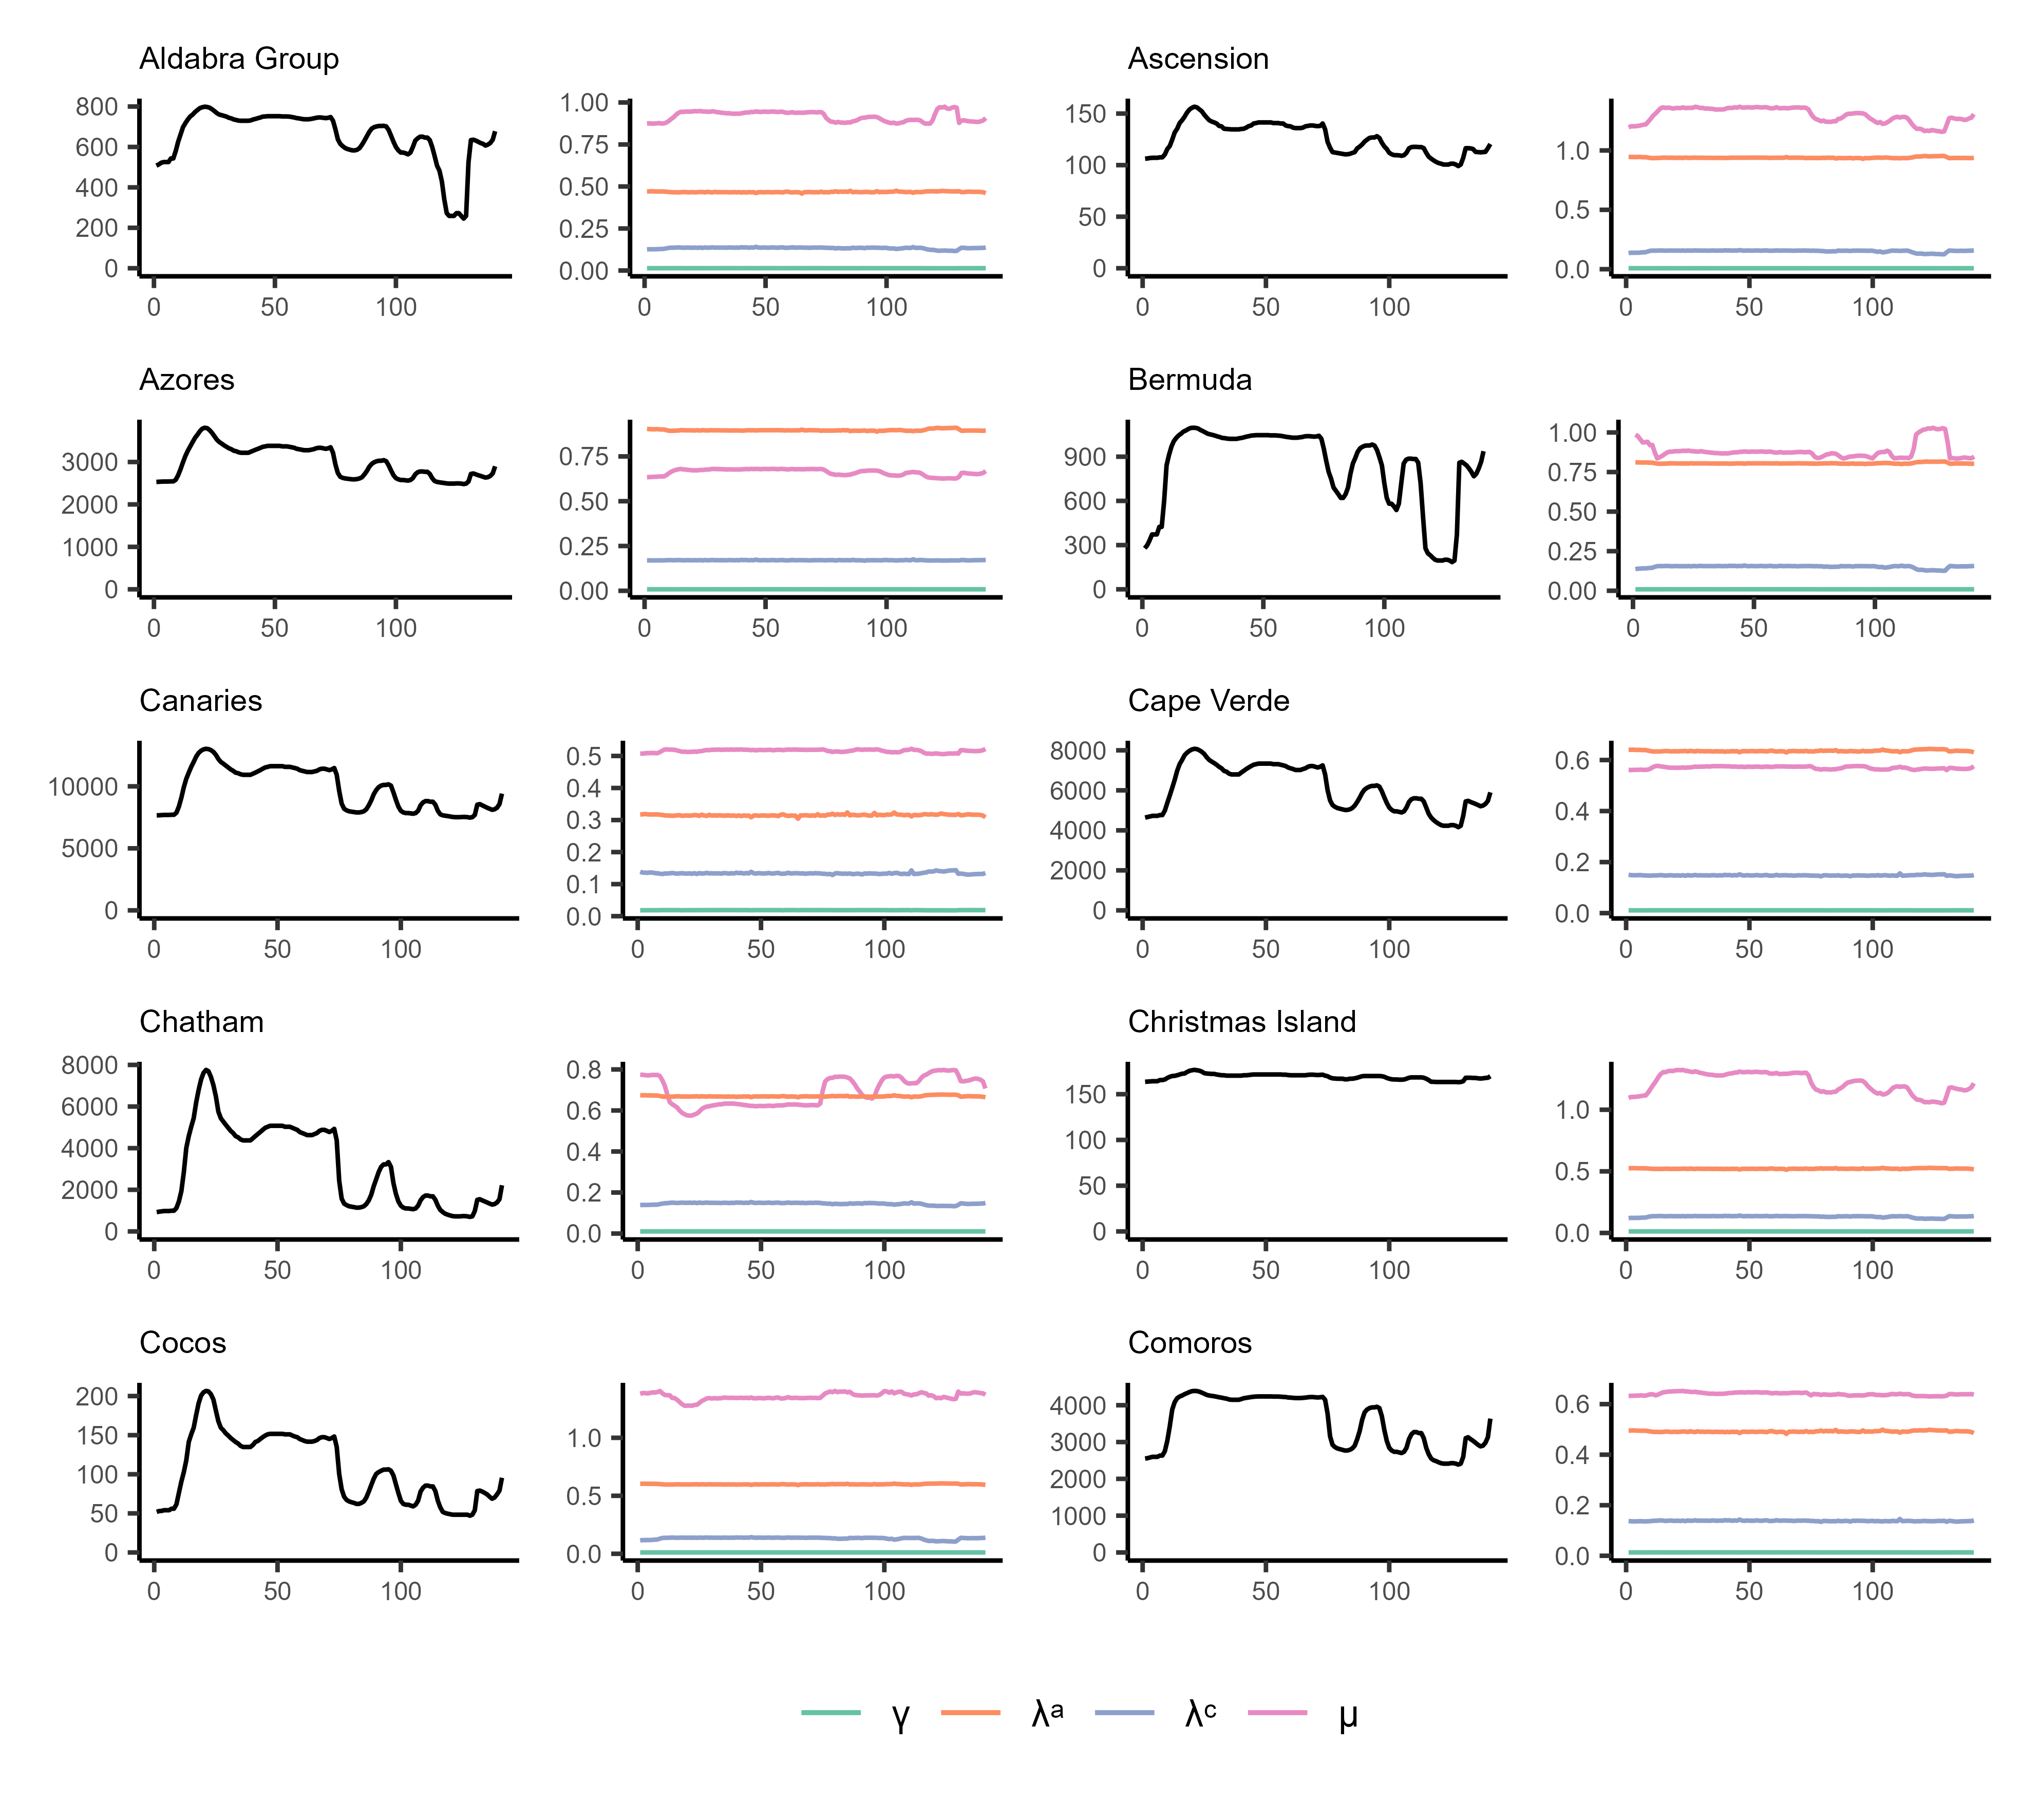 Aldabra Group
800
600
400
200
0
0 50 100
1.00
0.75
0.50
0.25
0.00
0 50 100
Ascension
150
100
50
0
0 50 100
1.0
0.5
0.0
0 50 100
Azores
3000
2000
1000
0
0 50 100
0.75
0.50
0.25
0.00
0 50 100
Bermuda
900
600
300
0
0 50 100
1.00
0.75
0.50
0.25
0.00
0 50 100
Canaries
10000
5000
0
0 50 100
0.5
0.4
0.3
0.2
0.1
0.0
0 50 100
Cape Verde
8000
6000
4000
2000
0
0 50 100
0.6
0.4
0.2
0.0
0 50 100
Chatham
8000
6000
4000
2000
0
0 50 100
0.8
0.6
0.4
0.2
0.0
0 50 100
Christmas Island
150
100
50
0
0 50 100
1.0
0.5
0.0
0 50 100
Cocos
200
150
100
50
0
0 50 100
1.0
0.5
0.0
0 50 100
Comoros
4000
3000
2000
1000
0
0 50 100
0.6
0.4
0.2
0.0
0 50 100
γ λᵃ λᶜ μ